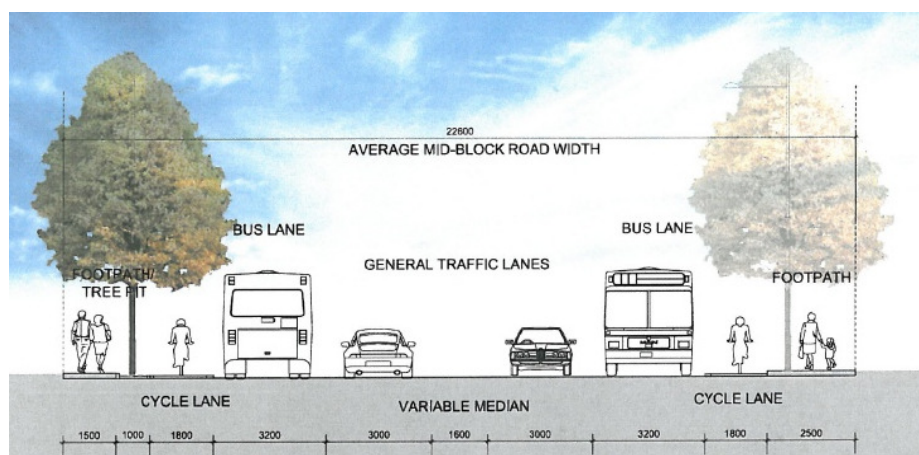 22600
AVERAGE MID-BLOCK ROAD WIDTH
BUS LANE
BUS LANE
GENERAL TRAFFIC LANES
FOOTPATH/
TREE PIT
FOOTPATH
CYCLE LANE
VARIABLE MEDIAN
CYCLE LANE
1500 1000 1800 3200 3000 1600 3000 3200 1800 2500